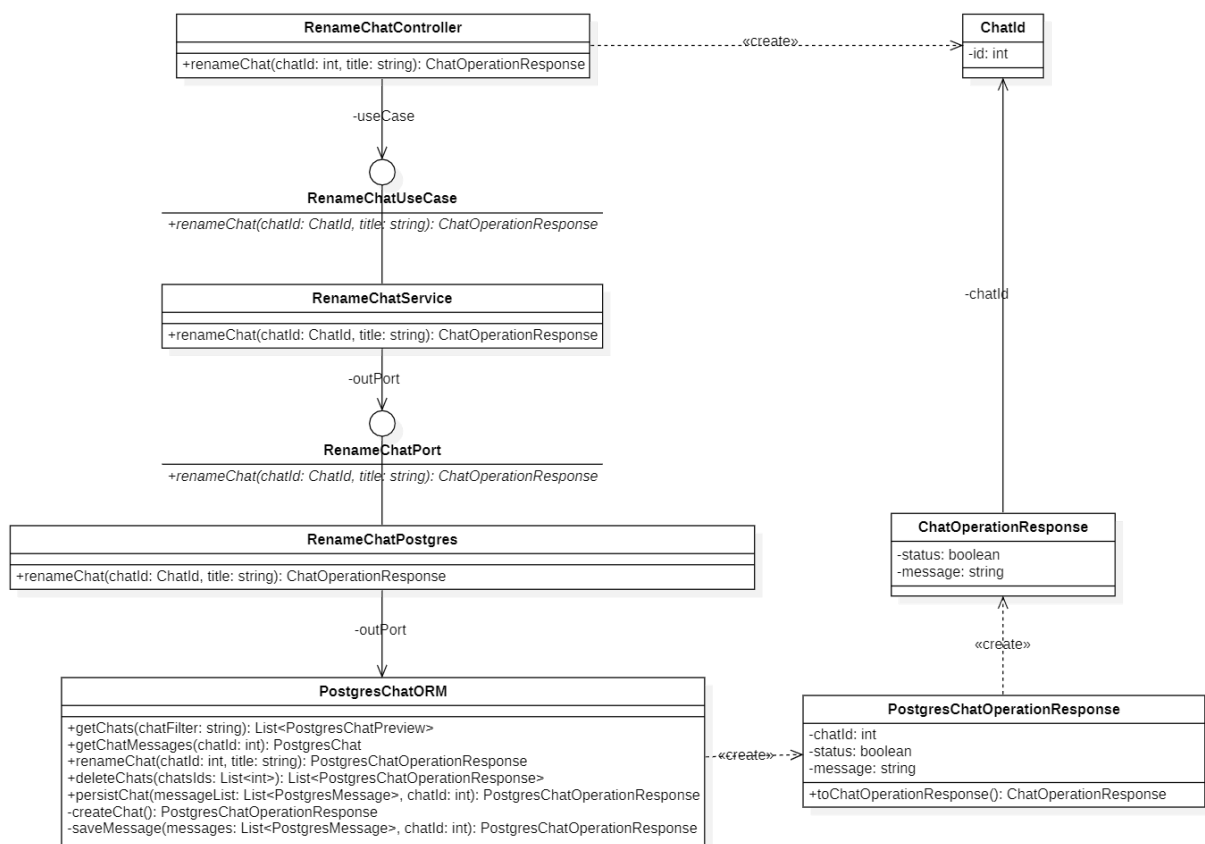 RenameChatController
+renameChat(chatId: int, title: string): ChatOperationResponse
«create»
ChatId
-id: int
-useCase
RenameChatUseCase
+renameChat(chatId: ChatId, title: string): ChatOperationResponse
RenameChatService
+renameChat(chatId: ChatId, title: string): ChatOperationResponse
-chatId
-outPort
RenameChatPort
+renameChat(chatId: ChatId, title: string): ChatOperationResponse
RenameChatPostgres
+renameChat(chatId: ChatId, title: string): ChatOperationResponse
ChatOperationResponse
-status: boolean
-message: string
-outPort
«create»
PostgresChatORM
+getChats(chatFilter: string): List<PostgresChatPreview>
+getChatMessages(chatId: int): PostgresChat
+renameChat(chatId: int, title: string): PostgresChatOperationResponse
+deleteChats(chatsIds: List<int>): List<PostgresChatOperationResponse>
+persistChat(messageList: List<PostgresMessage>, chatId: int): PostgresChatOperationResponse
-createChat(): PostgresChatOperationResponse
-saveMessage(messages: List<PostgresMessage>, chatId: int): PostgresChatOperationResponse
«create»
PostgresChatOperationResponse
-chatId: int
-status: boolean
-message: string
+toChatOperationResponse(): ChatOperationResponse